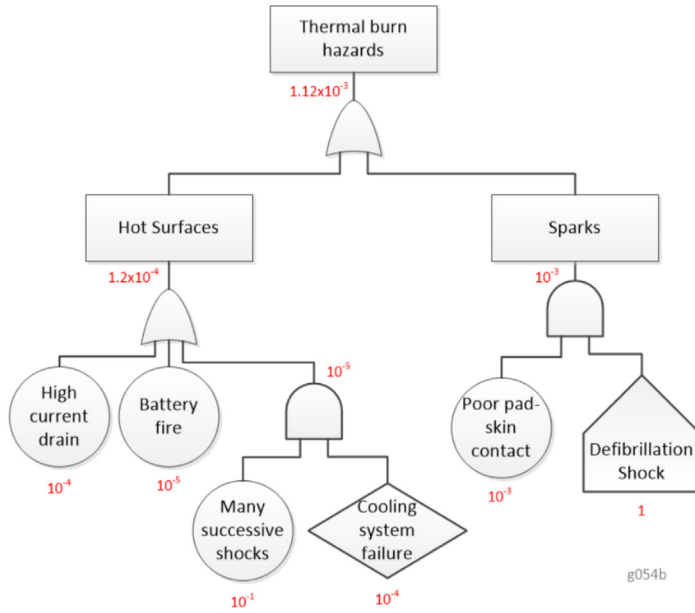 Thermal burn
hazards
1.12x10⁻³
Hot Surfaces
Sparks
1.2x10⁻⁴
10⁻³
10⁻⁵
High
current
drain
Battery
fire
Poor pad-
skin
contact
Defibrillation
Shock
10⁻⁴
10⁻⁵
Many
successive
shocks
Cooling
system
failure
10⁻³
1
10⁻¹
10⁻⁴
g054b